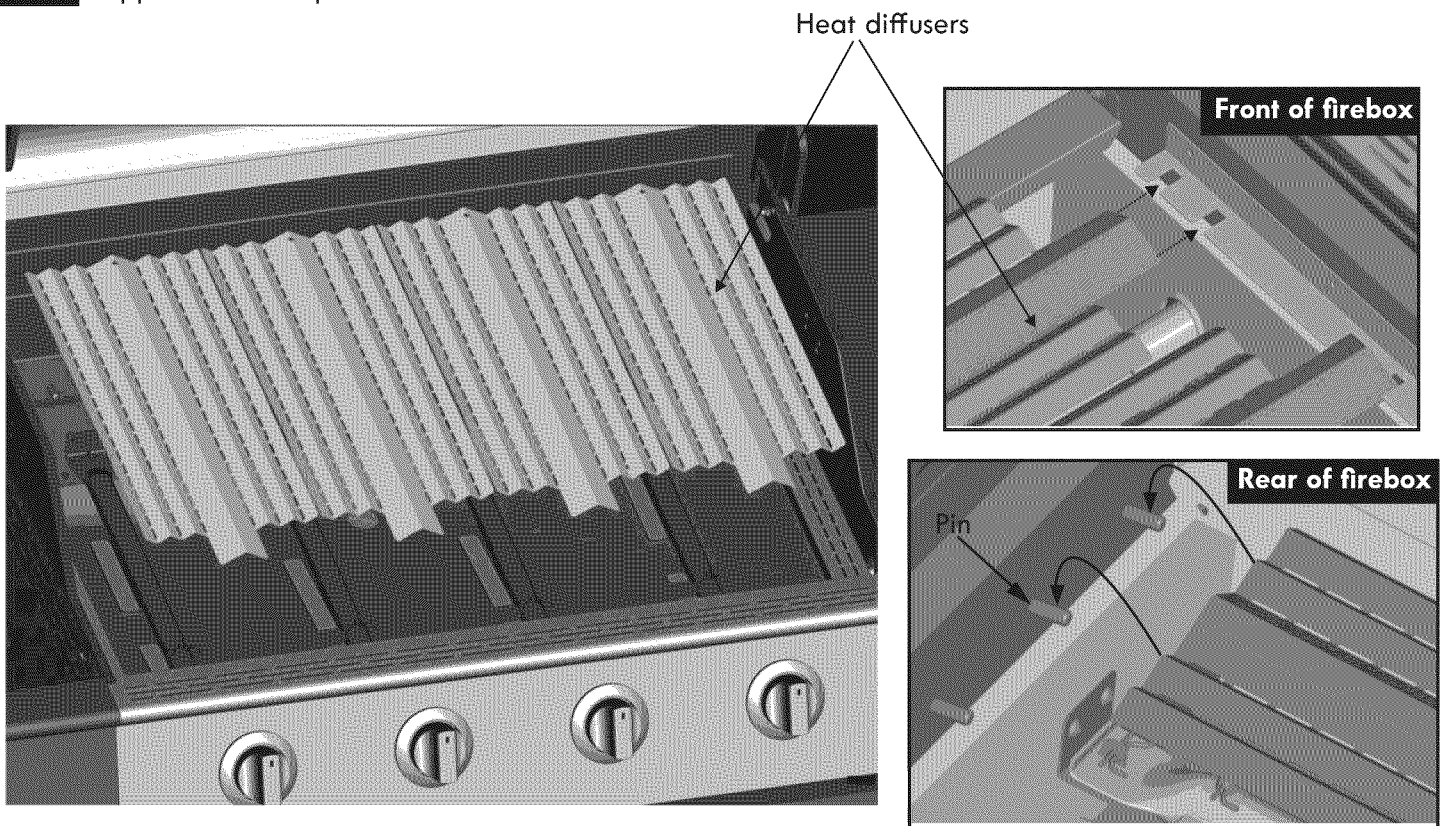 Heat diffusers
Front of firebox
Rear of firebox
Pin